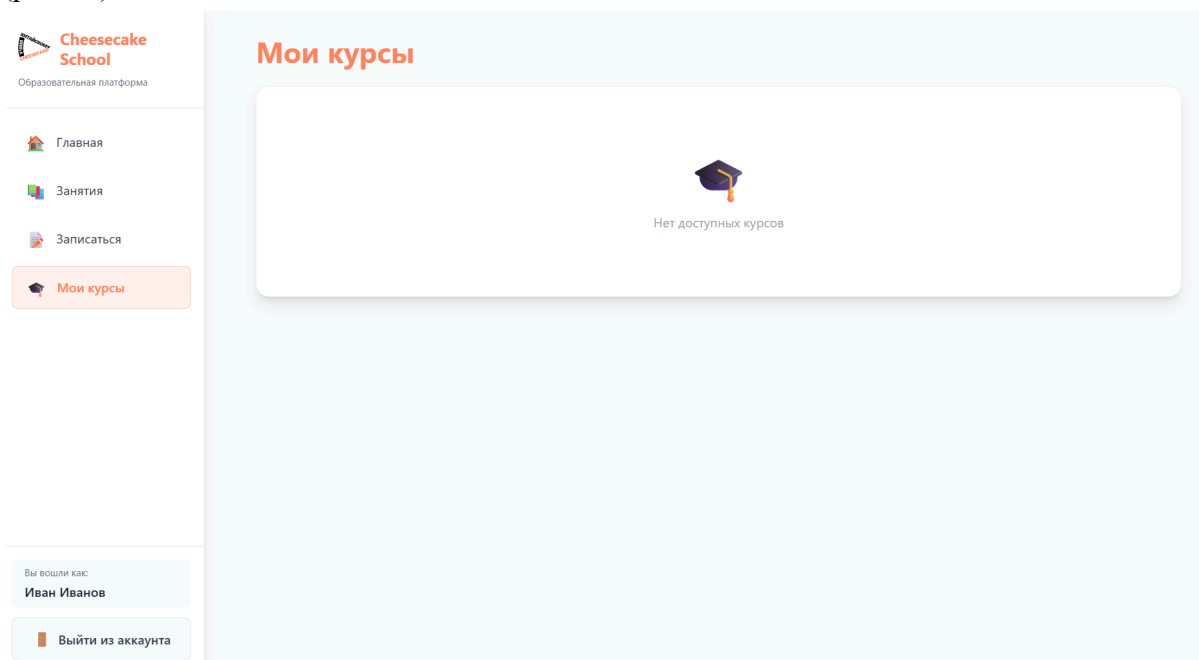 Cheesecake
School
Образовательная платформа
Главная
Занятия
Записаться
Мои курсы
Вы вошли как:
Иван Иванов
Выйти из аккаунта
Мои курсы
Нет доступных курсов